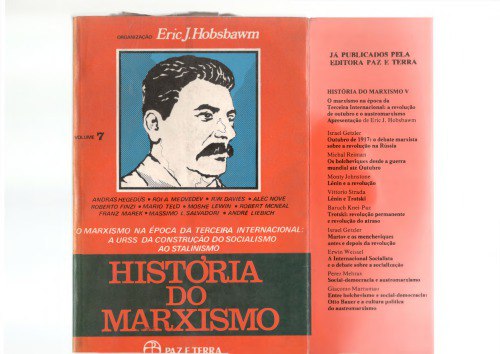 ORGANIZAÇÃO Eric J. Hobsbawm
VOLUME 7
ANDRAS HEGEDUS • ROI A. MEDVEDEV • R.W. DAVIES • ALEC NOVE
ROBERTO FINZI • MARIO TELÒ • MOSHE LEWIN • ROBERT MCNEAL
FRANZ MAREK • MASSIMO L. SALVADORI • ANDRÉ LIEBICH
O MARXISMO NA ÉPOCA DA TERCEIRA INTERNACIONAL:
A URSS DA CONSTRUÇÃO DO SOCIALISMO
AO STALINISMO
HISTÓRIA
DO
MARXISMO
PAZ E TERRA
JÁ PUBLICADOS PELA
EDITORA PAZ E TERRA
HISTÓRIA DO MARXISMO V
O marxismo na época da
Terceira Internacional: a revolução
de outubro e o austromarxismo
Apresentação de Eric J. Hobsbawm
Israel Getzler
Outubro de 1917: o debate marxista
sobre a revolução na Rússia
Michal Reiman
Os bolcheviques desde a guerra
mundial até Outubro
Monty Johnstone
Lênin e a revolução
Vittorio Strada
Lênin e Trotski
Baruch Knei-Paz
Trotski: revolução permanente
e revolução do atraso
Israel Getzler
Martov e os mencheviques
antes e depois da revolução
Erwin Weissel
A Internacional Socialista
e o debate sobre a socialização
Perez Merhav
Social-democracia e austromarxismo
Giacomo Marramao
Entre bolchevismo e social-democracia:
Otto Bauer e a cultura política
do austromarxismo